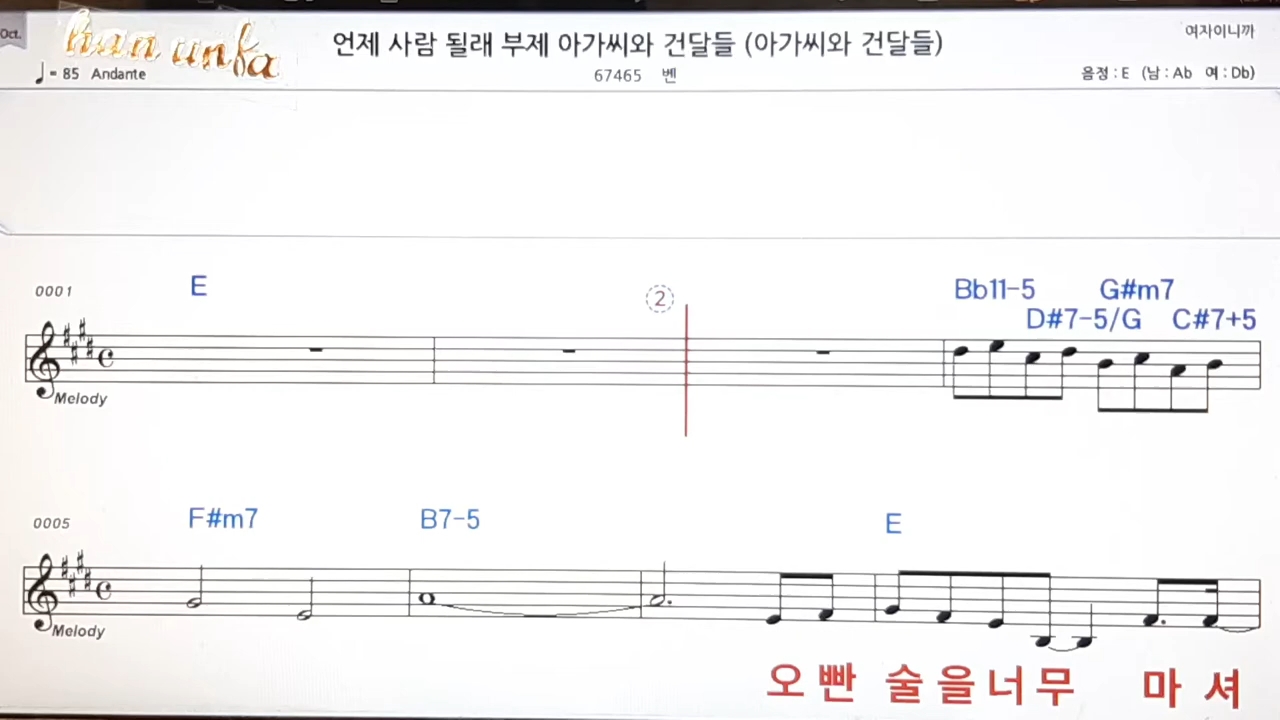 Oct.
han unfa
언제 사람 될래 부제 아가씨와 건달들 (아가씨와 건달들)
여자이니까
♩= 85 Andante
67465 벤
음정 : E (남 : Ab 여 : Db)
0001
E
②
Bb11-5 G#m7
D#7-5/G C#7+5
Melody
0005
F#m7 B7-5 E
Melody
오 빤 술을너무 마 셔